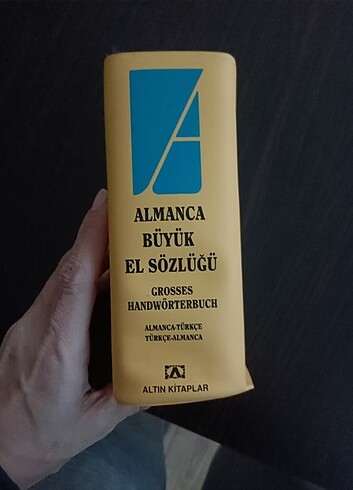 ALMANCA
BÜYÜK
EL SÖZLÜĞÜ
GROSSES
HANDWÖRTERBUCH
ALMANCA-TÜRKÇE
TÜRKÇE-ALMANCA
ALTIN KİTAPLAR